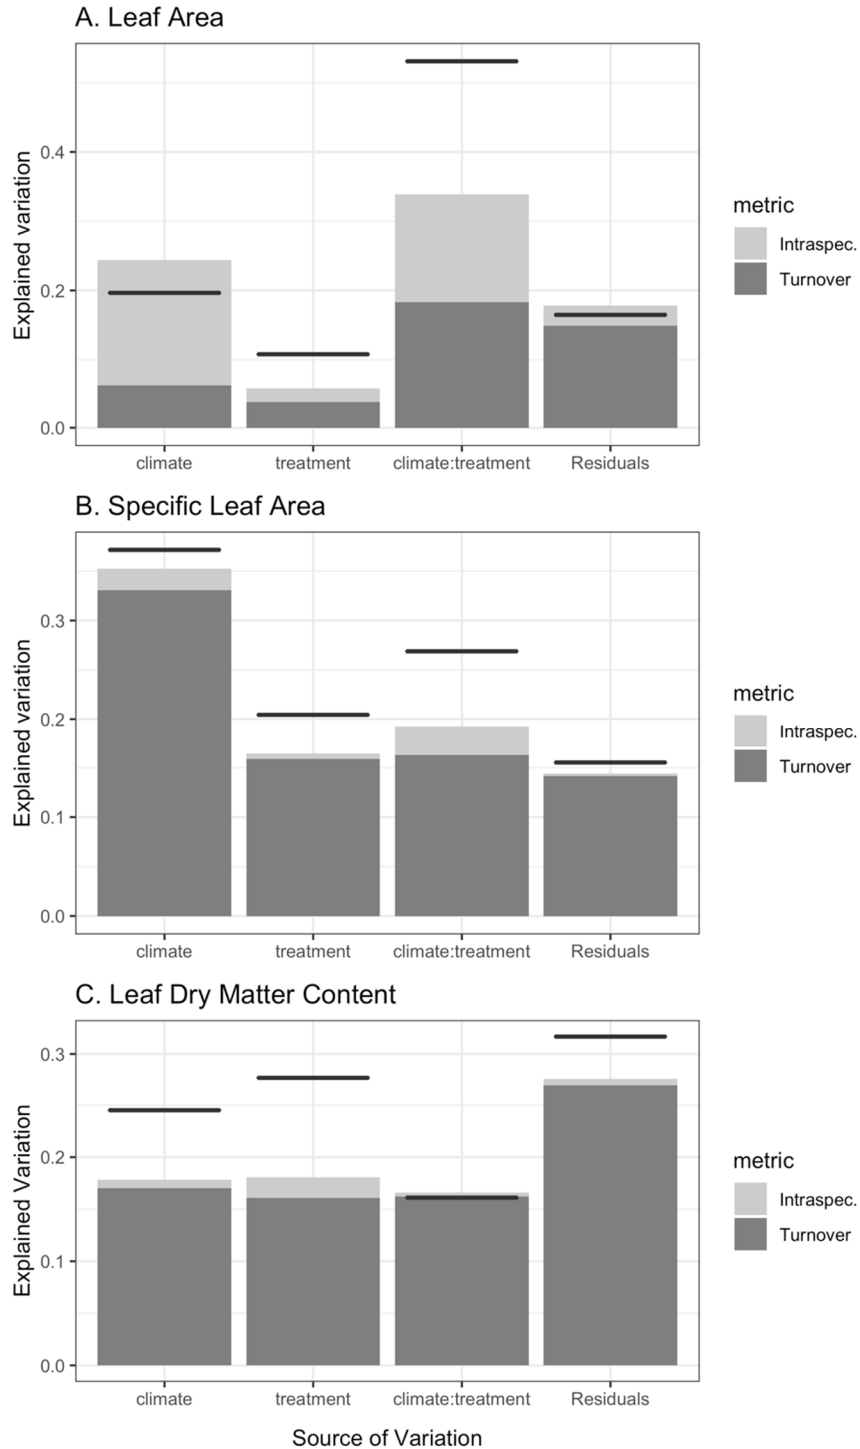 A. Leaf Area
Explained variation
0.4
0.2
0.0
climate treatment climate:treatment Residuals
metric
Intraspec.
Turnover
B. Specific Leaf Area
Explained variation
0.3
0.2
0.1
0.0
climate treatment climate:treatment Residuals
metric
Intraspec.
Turnover
C. Leaf Dry Matter Content
Explained Variation
0.3
0.2
0.1
0.0
climate treatment climate:treatment Residuals
metric
Intraspec.
Turnover
Source of Variation